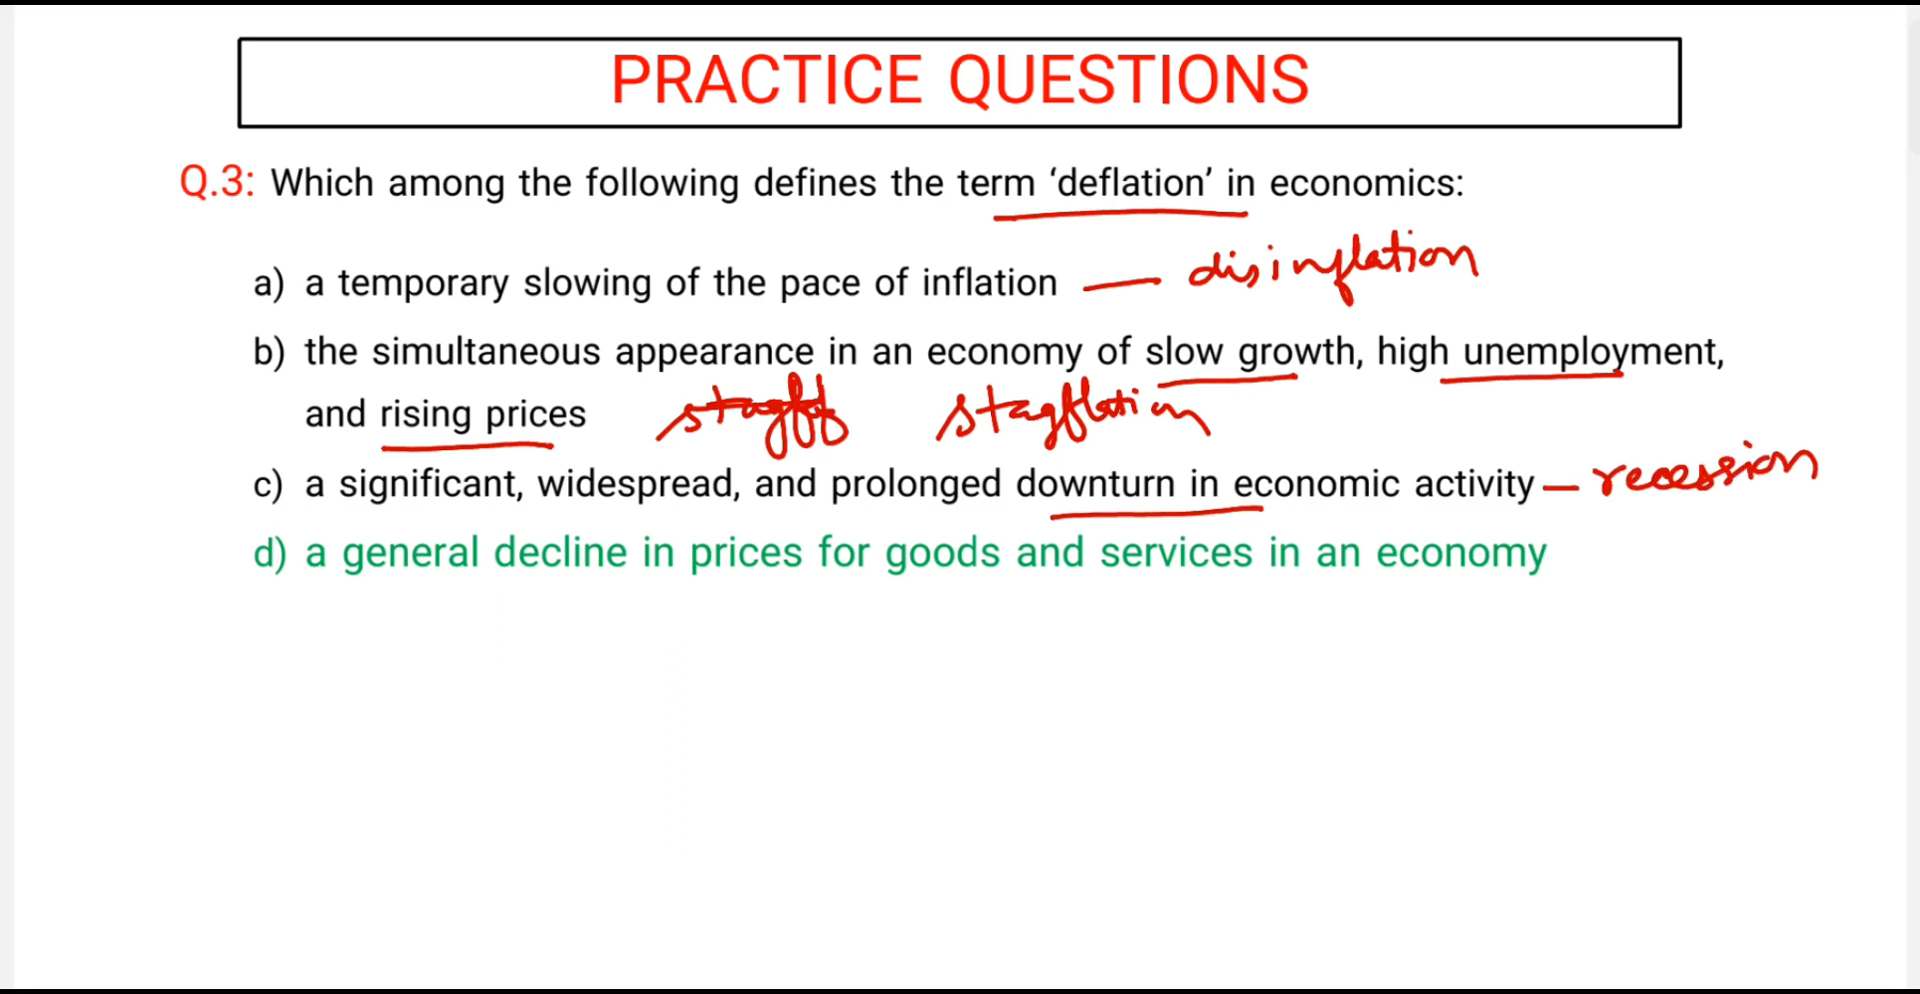 PRACTICE QUESTIONS
Q.3: Which among the following defines the term ‘deflation’ in economics:
a) a temporary slowing of the pace of inflation — disinflation
b) the simultaneous appearance in an economy of slow growth, high unemployment,
and rising prices stagflation
c) a significant, widespread, and prolonged downturn in economic activity — recession
d) a general decline in prices for goods and services in an economy